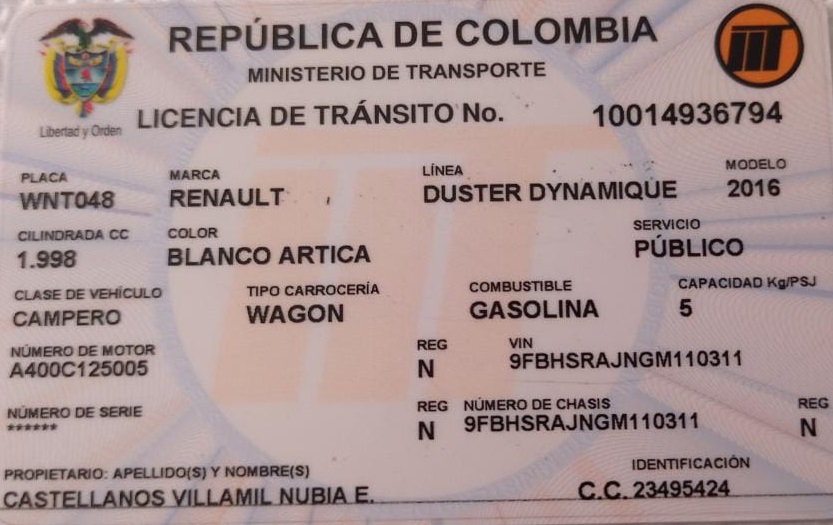 REPÚBLICA DE COLOMBIA
MINISTERIO DE TRANSPORTE
Libertad y Orden
LICENCIA DE TRÁNSITO No. 10014936794
PLACA MARCA LÍNEA MODELO
WNT048 RENAULT DUSTER DYNAMIQUE 2016
CILINDRADA CC COLOR SERVICIO
1.998 BLANCO ARTICA PÚBLICO
CLASE DE VEHÍCULO TIPO CARROCERÍA COMBUSTIBLE CAPACIDAD Kg/PSJ
CAMPERO WAGON GASOLINA 5
NÚMERO DE MOTOR REG VIN
A400C125005 N 9FBHSRAJNGM110311
NÚMERO DE SERIE REG NÚMERO DE CHASIS REG
****** N 9FBHSRAJNGM110311 N
PROPIETARIO: APELLIDO(S) Y NOMBRE(S) IDENTIFICACIÓN
CASTELLANOS VILLAMIL NUBIA E. C.C. 23495424